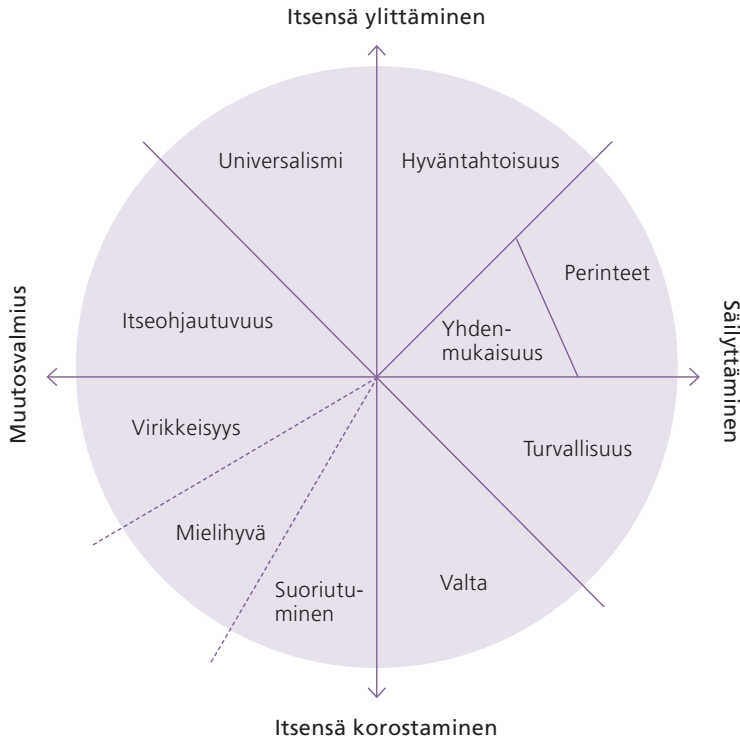 Itsensä ylittäminen
Universalismi
Hyväntahtoisuus
Perinteet
Itseohjautuvuus
Yhden-
mukaisuus
Muutosvalmius
Säilyttäminen
Virikkeisyys
Turvallisuus
Mielihyvä
Suoriutu-
minen
Valta
Itsensä korostaminen